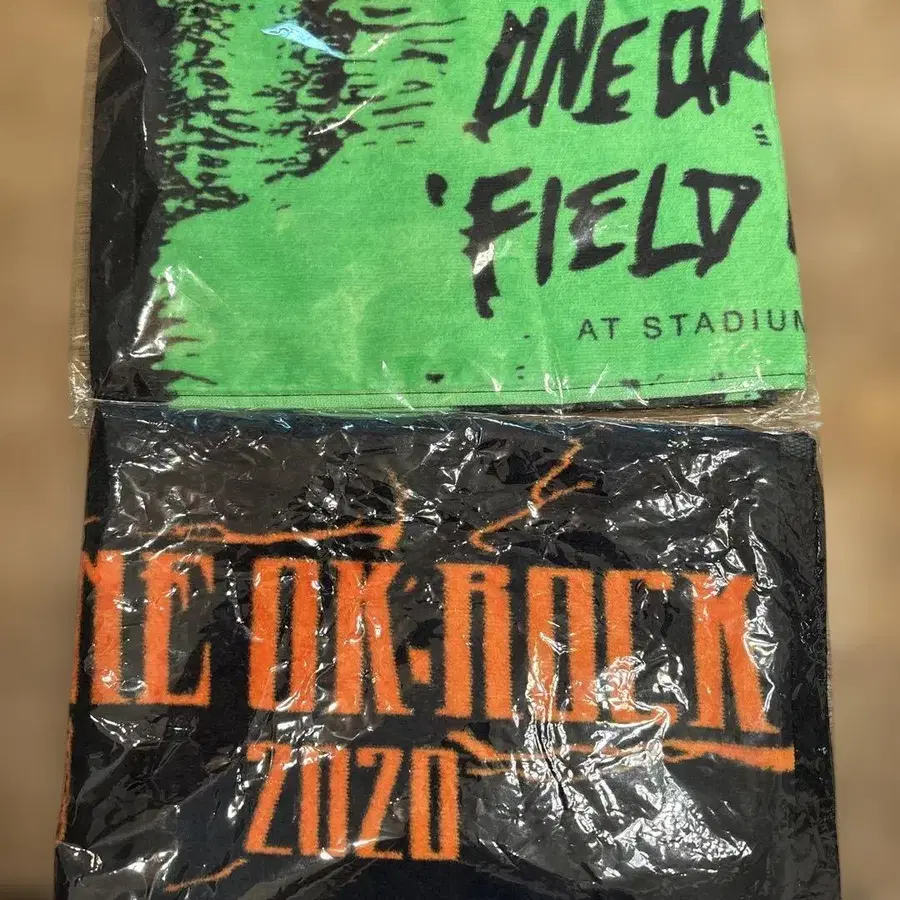 ONE OK
FIELD
AT STADIUM
NE OK ROCK
2020